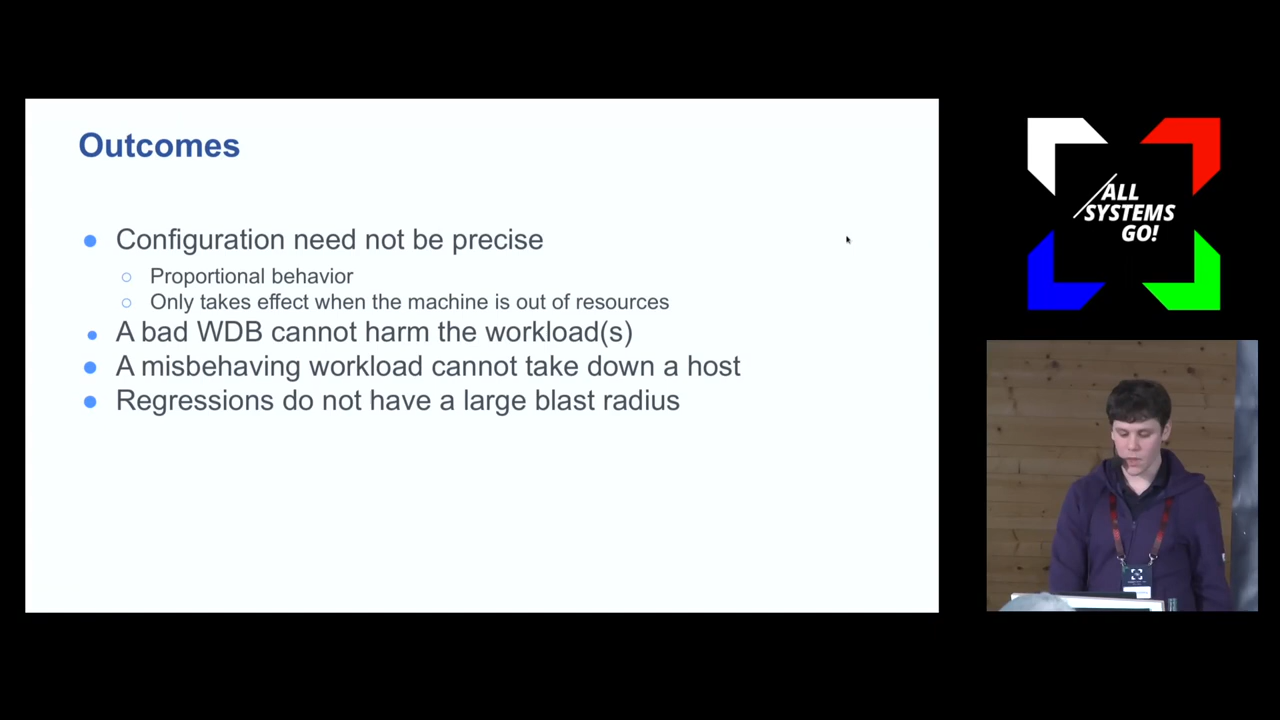 Outcomes
● Configuration need not be precise
○ Proportional behavior
○ Only takes effect when the machine is out of resources
● A bad WDB cannot harm the workload(s)
● A misbehaving workload cannot take down a host
● Regressions do not have a large blast radius
ALL
SYSTEMS
GO!